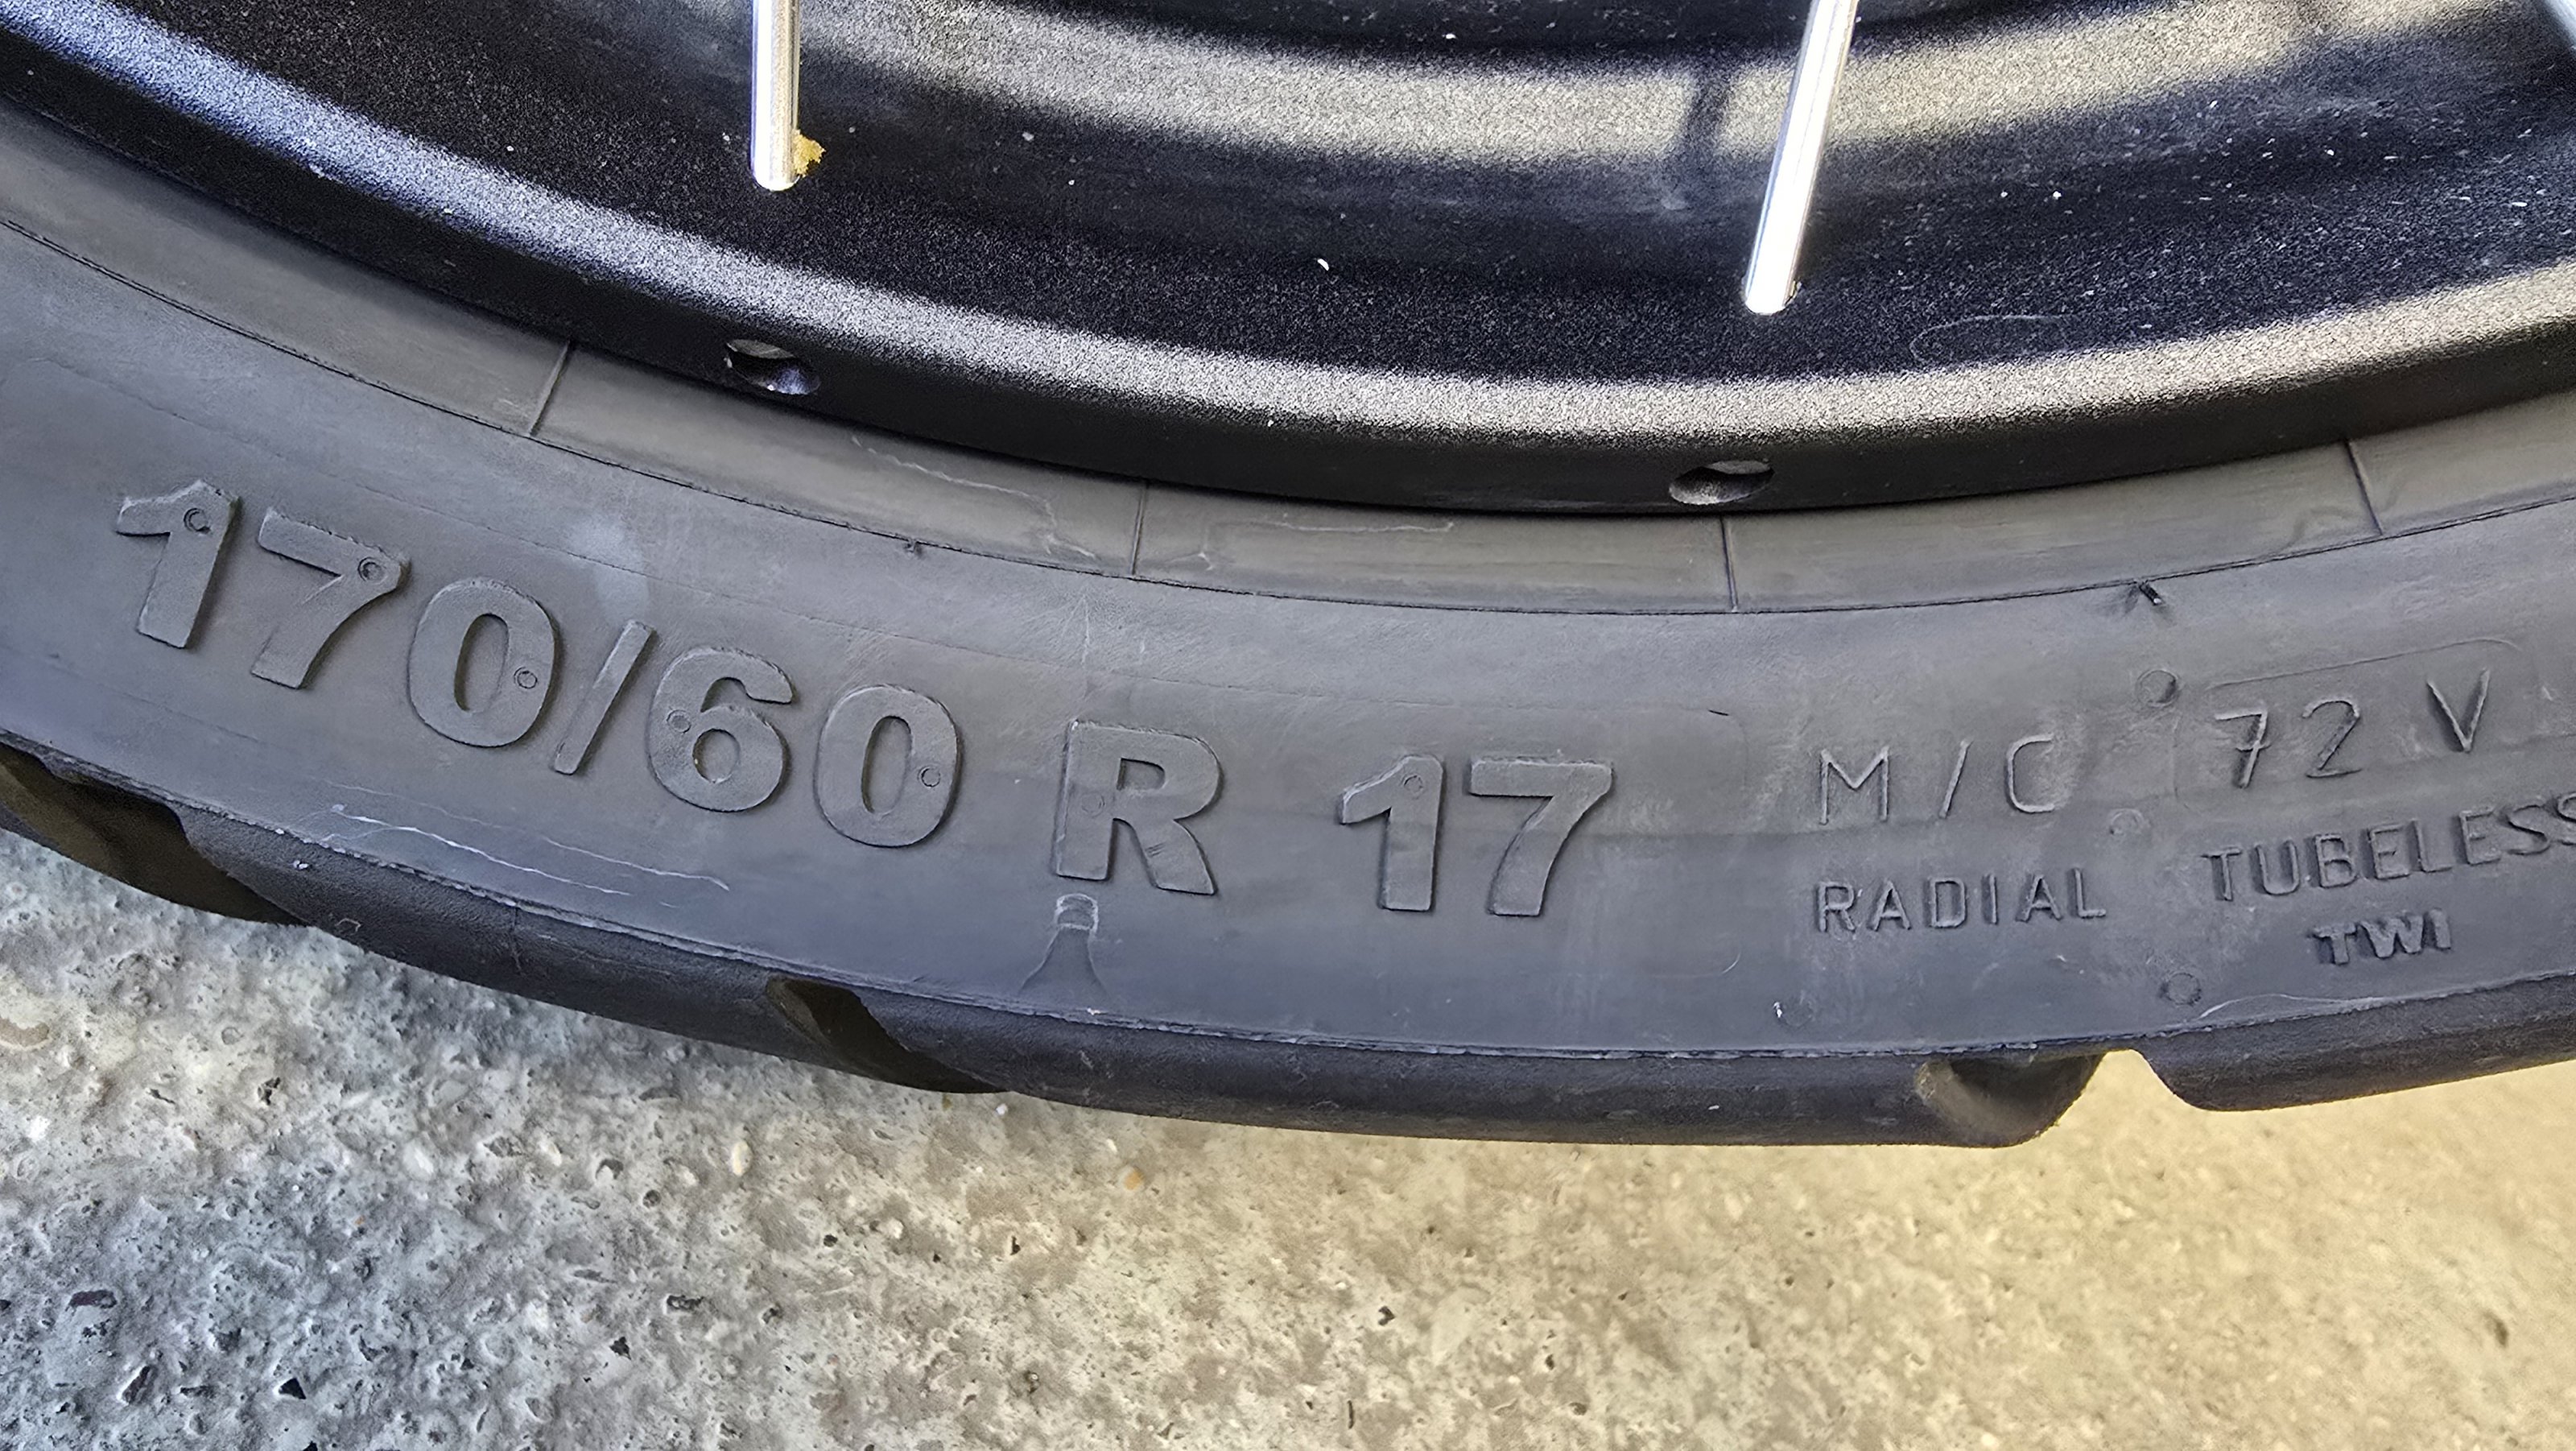 170/60 R 17 M/C 72 V
RADIAL TUBELESS
TWI